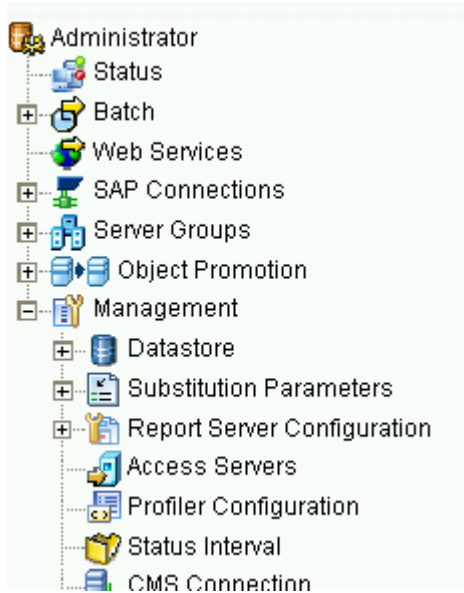 Administrator
Status
Batch
Web Services
SAP Connections
Server Groups
Object Promotion
Management
Datastore
Substitution Parameters
Report Server Configuration
Access Servers
Profiler Configuration
Status Interval
CMS Connection